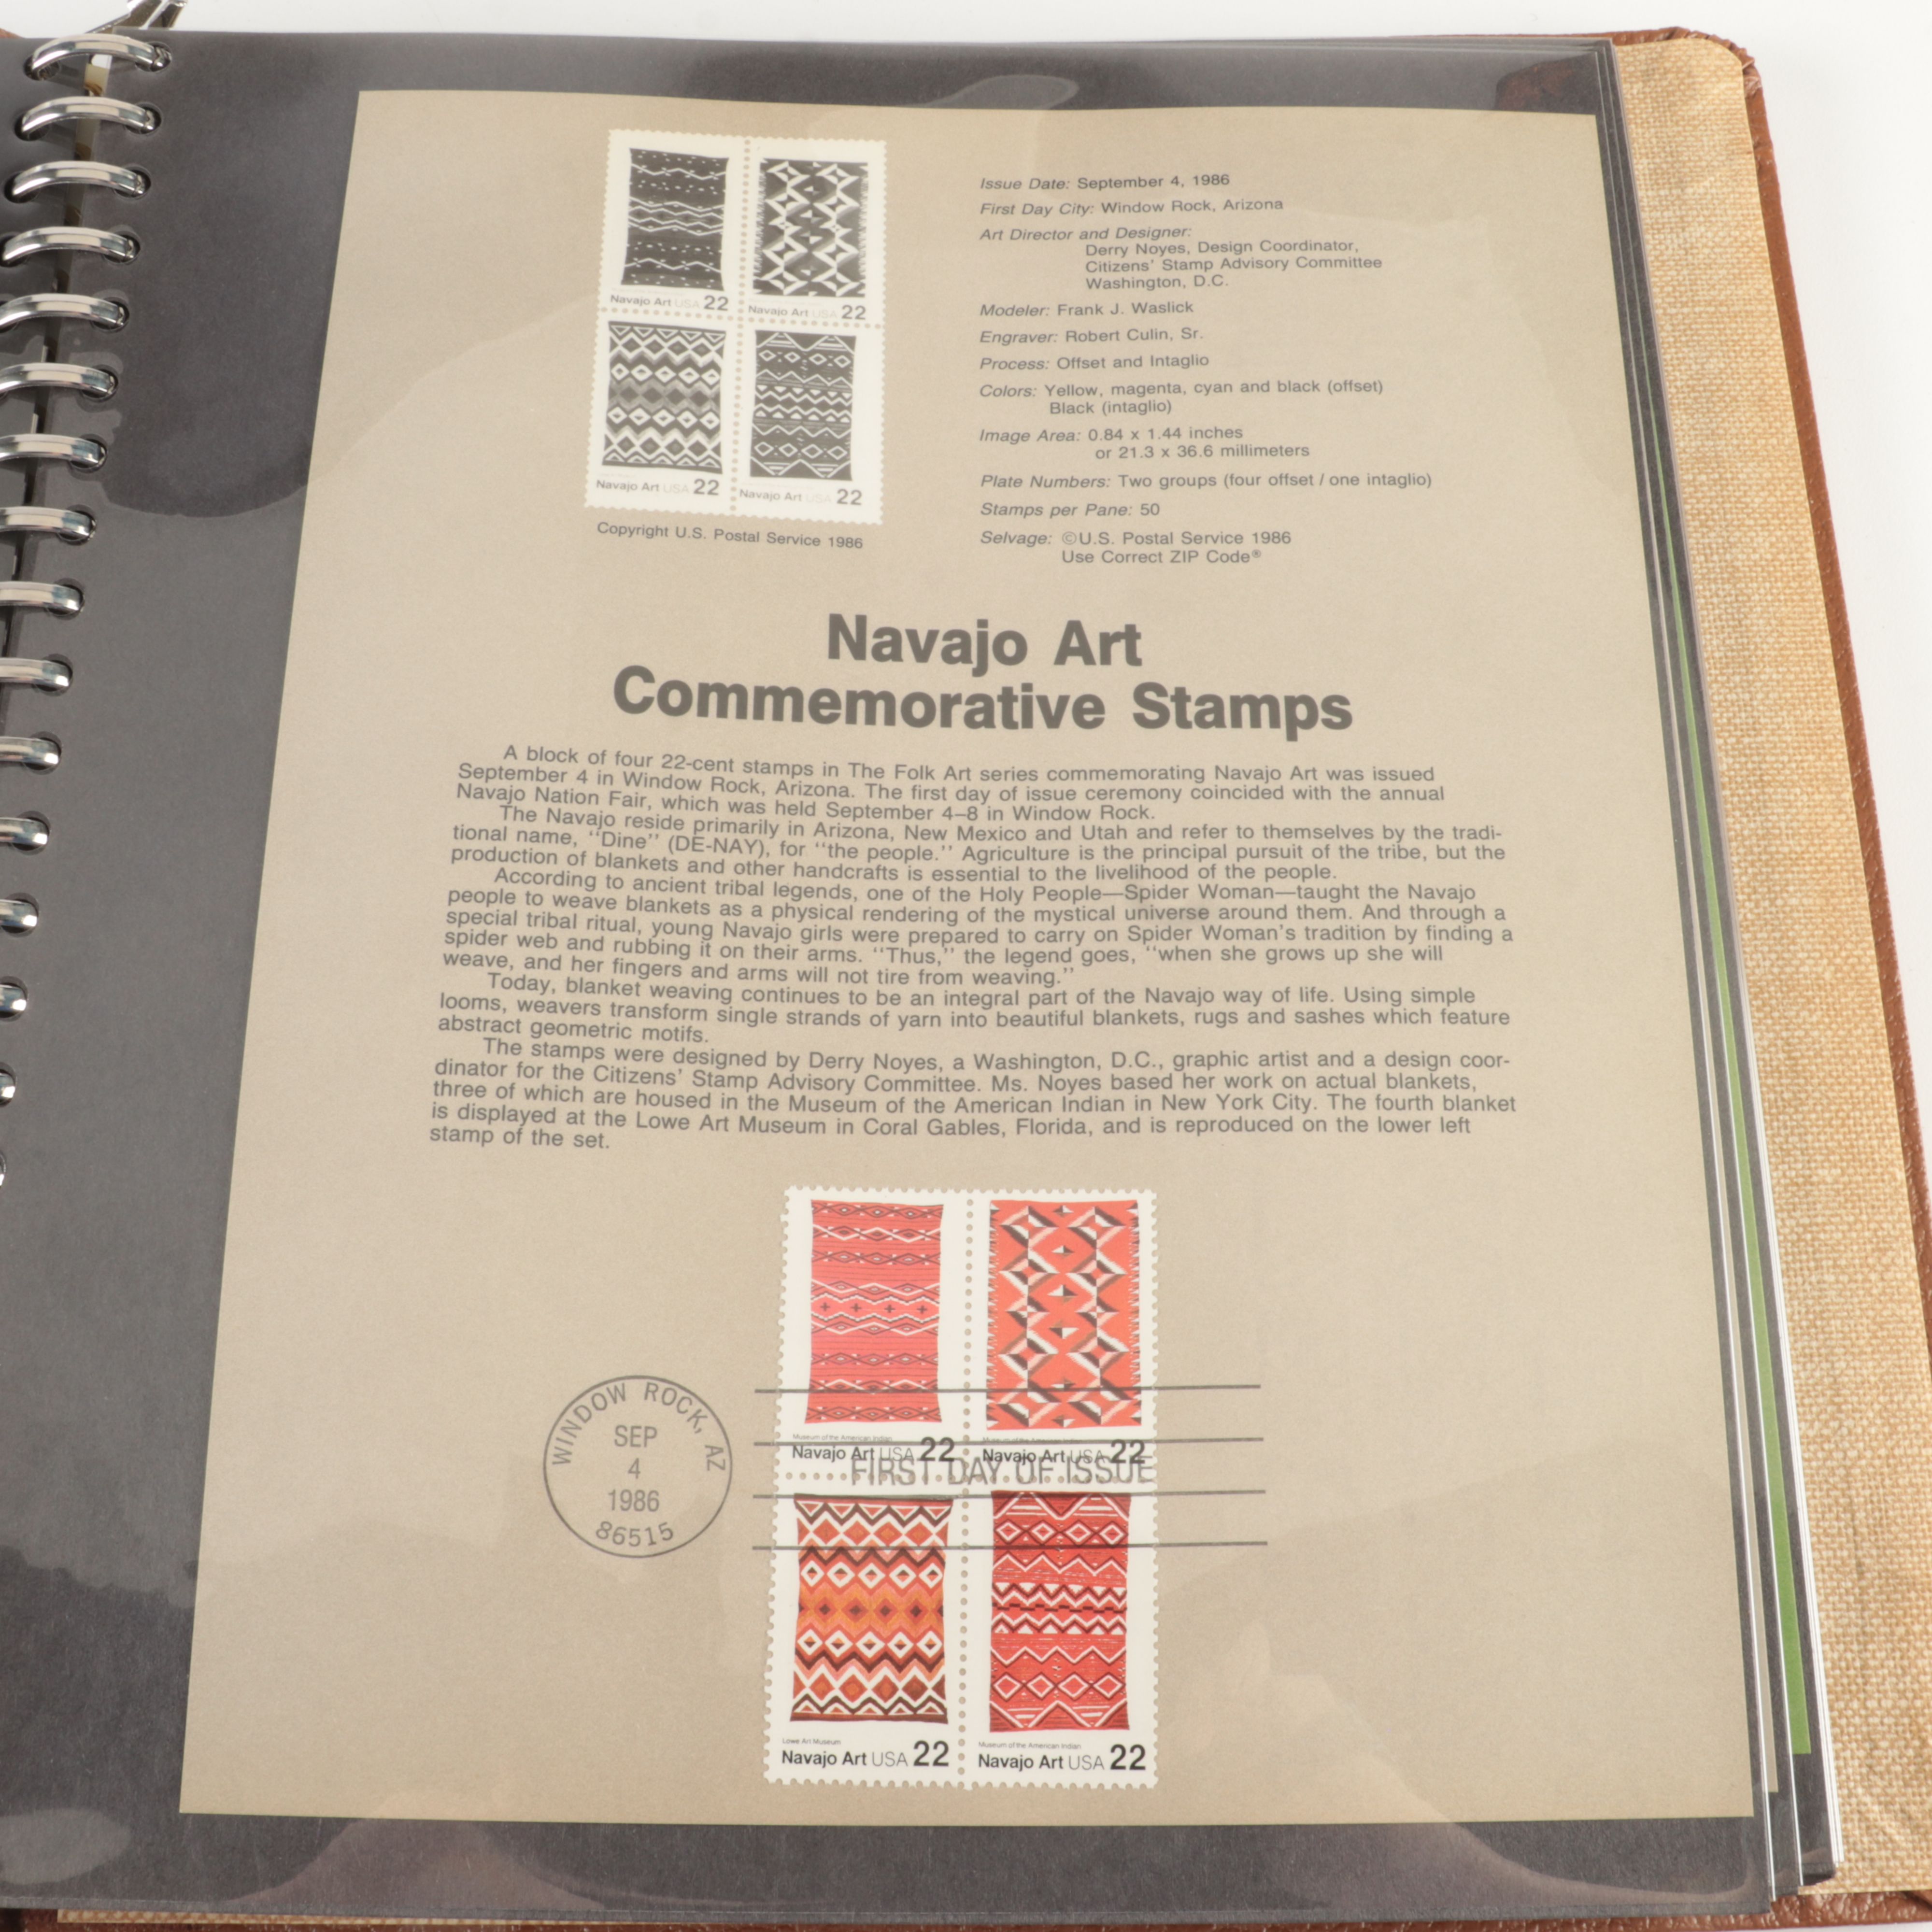 Navajo Art USA 22
Navajo Art USA 22
Navajo Art USA 22
Navajo Art USA 22
Copyright U.S. Postal Service 1986
Issue Date: September 4, 1986
First Day City: Window Rock, Arizona
Art Director and Designer:
Derry Noyes, Design Coordinator,
Citizens' Stamp Advisory Committee
Washington, D.C.
Modeler: Frank J. Waslick
Engraver: Robert Culin, Sr.
Process: Offset and Intaglio
Colors: Yellow, magenta, cyan and black (offset)
Black (intaglio)
Image Area: 0.84 x 1.44 inches
or 21.3 x 36.6 millimeters
Plate Numbers: Two groups (four offset / one intaglio)
Stamps per Pane: 50
Selvage: ©U.S. Postal Service 1986
Use Correct ZIP Code®
Navajo Art
Commemorative Stamps
A block of four 22-cent stamps in The Folk Art series commemorating Navajo Art was issued
September 4 in Window Rock, Arizona. The first day of issue ceremony coincided with the annual
Navajo Nation Fair, which was held September 4–8 in Window Rock.
The Navajo reside primarily in Arizona, New Mexico and Utah and refer to themselves by the tradi-
tional name, ''Dine'' (DE-NAY), for ''the people.'' Agriculture is the principal pursuit of the tribe, but the
production of blankets and other handcrafts is essential to the livelihood of the people.
According to ancient tribal legends, one of the Holy People—Spider Woman—taught the Navajo
people to weave blankets as a physical rendering of the mystical universe around them. And through a
special tribal ritual, young Navajo girls were prepared to carry on Spider Woman's tradition by finding a
spider web and rubbing it on their arms. ''Thus,'' the legend goes, ''when she grows up she will
weave, and her fingers and arms will not tire from weaving.''
Today, blanket weaving continues to be an integral part of the Navajo way of life. Using simple
looms, weavers transform single strands of yarn into beautiful blankets, rugs and sashes which feature
abstract geometric motifs.
The stamps were designed by Derry Noyes, a Washington, D.C., graphic artist and a design coor-
dinator for the Citizens' Stamp Advisory Committee. Ms. Noyes based her work on actual blankets,
three of which are housed in the Museum of the American Indian in New York City. The fourth blanket
is displayed at the Lowe Art Museum in Coral Gables, Florida, and is reproduced on the lower left
stamp of the set.
WINDOW ROCK, AZ
SEP
4
1986
86515
Museum of the American Indian
Navajo Art USA 22
Museum of the American Indian
Navajo Art USA 22
FIRST DAY OF ISSUE
Lowe Art Museum
Navajo Art USA 22
Museum of the American Indian
Navajo Art USA 22